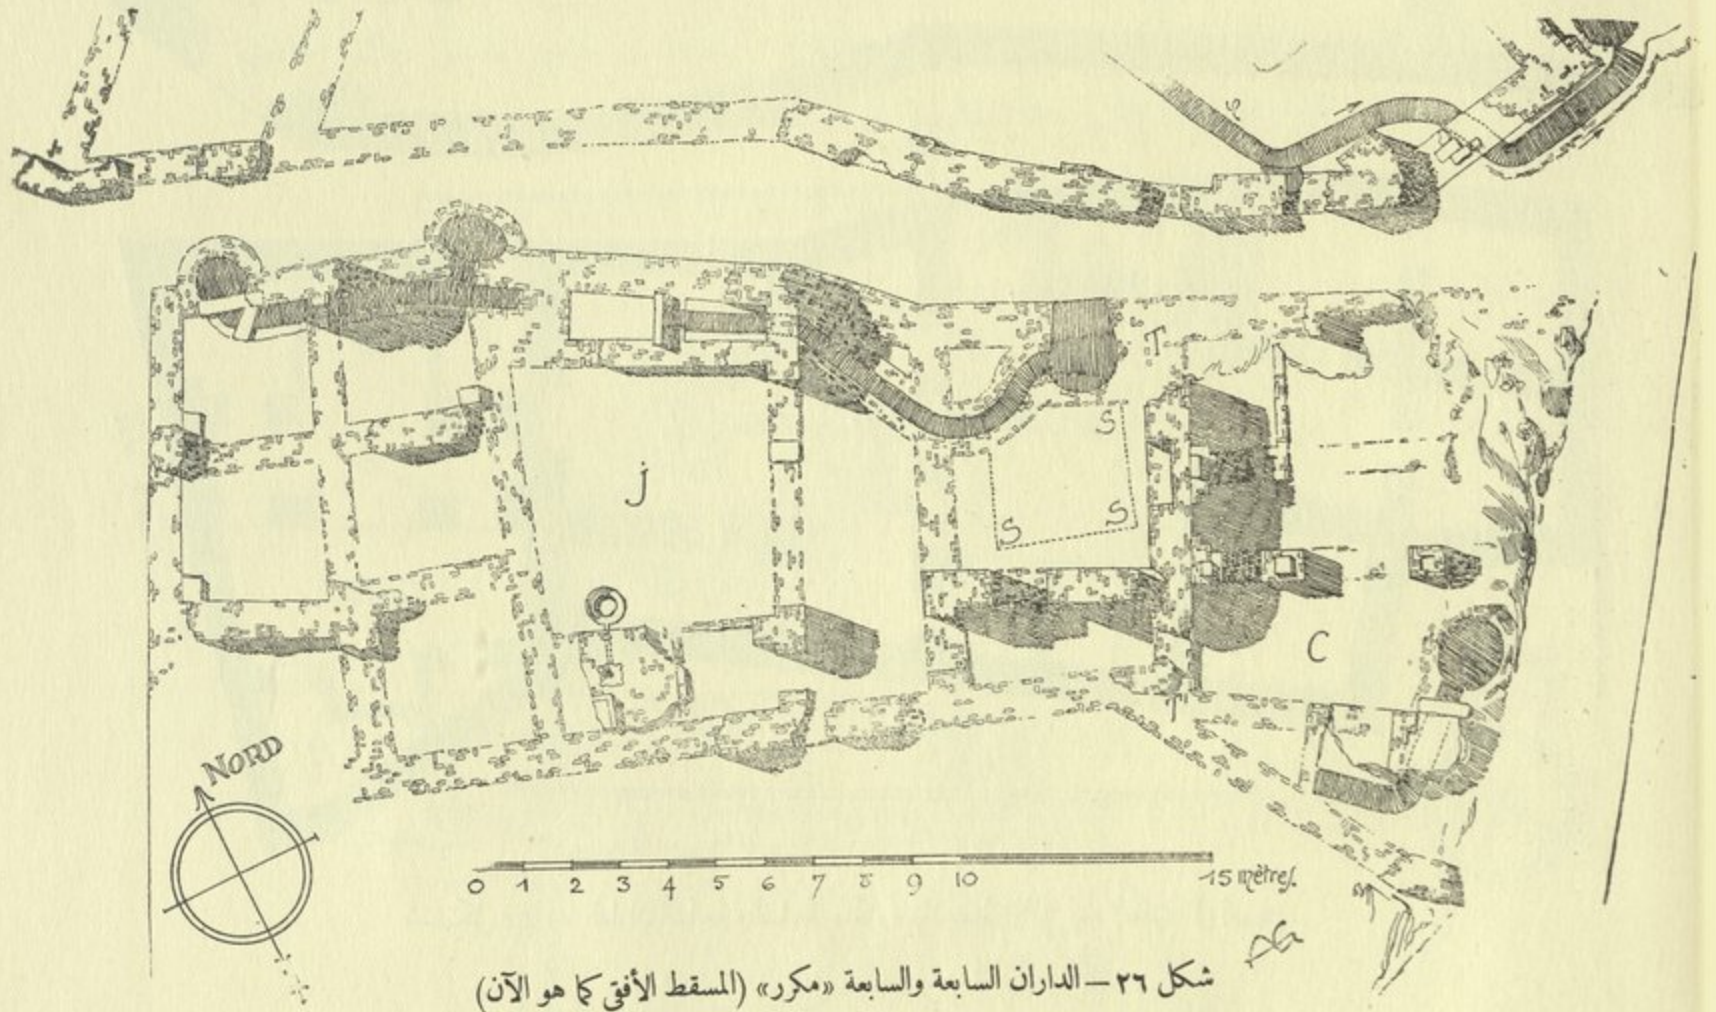 φ
j
S
S S
C
NORD
0 1 2 3 4 5 6 7 8 9 10 15 mètres.
شكل ٢٦ — الداران السابعة والسابعة «مكرر» (المسقط الأفقى كما هو الآن)